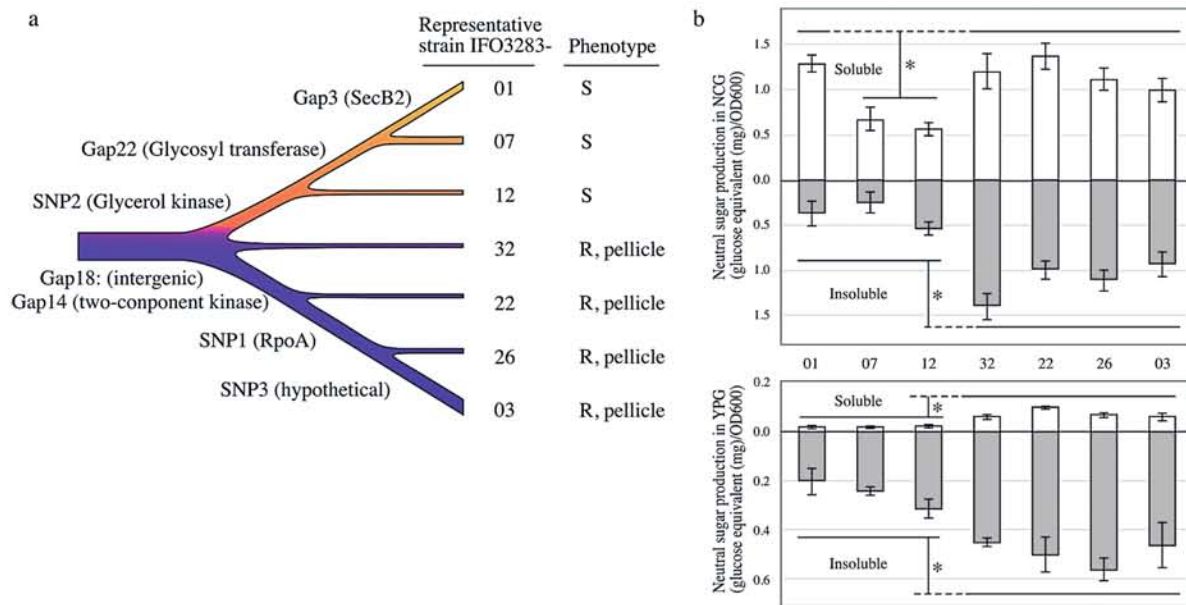 a
Representative
strain IFO3283-
Phenotype
Gap3 (SecB2)
01
S
Gap22 (Glycosyl transferase)
07
S
SNP2 (Glycerol kinase)
12
S
32
R, pellicle
Gap18: (intergenic)
Gap14 (two-component kinase)
22
R, pellicle
SNP1 (RpoA)
26
R, pellicle
SNP3 (hypothetical)
03
R, pellicle
b
Neutral sugar production in NCG
(glucose equivalent (mg)/OD600)
1.5
1.0
0.5
0.0
0.5
1.0
1.5
Soluble
*
Insoluble
*
01 07 12 32 22 26 03
Neutral sugar production in YPG
(glucose equivalent (mg)/OD600)
0.2
0.0
0.2
0.4
0.6
Soluble
*
Insoluble
*